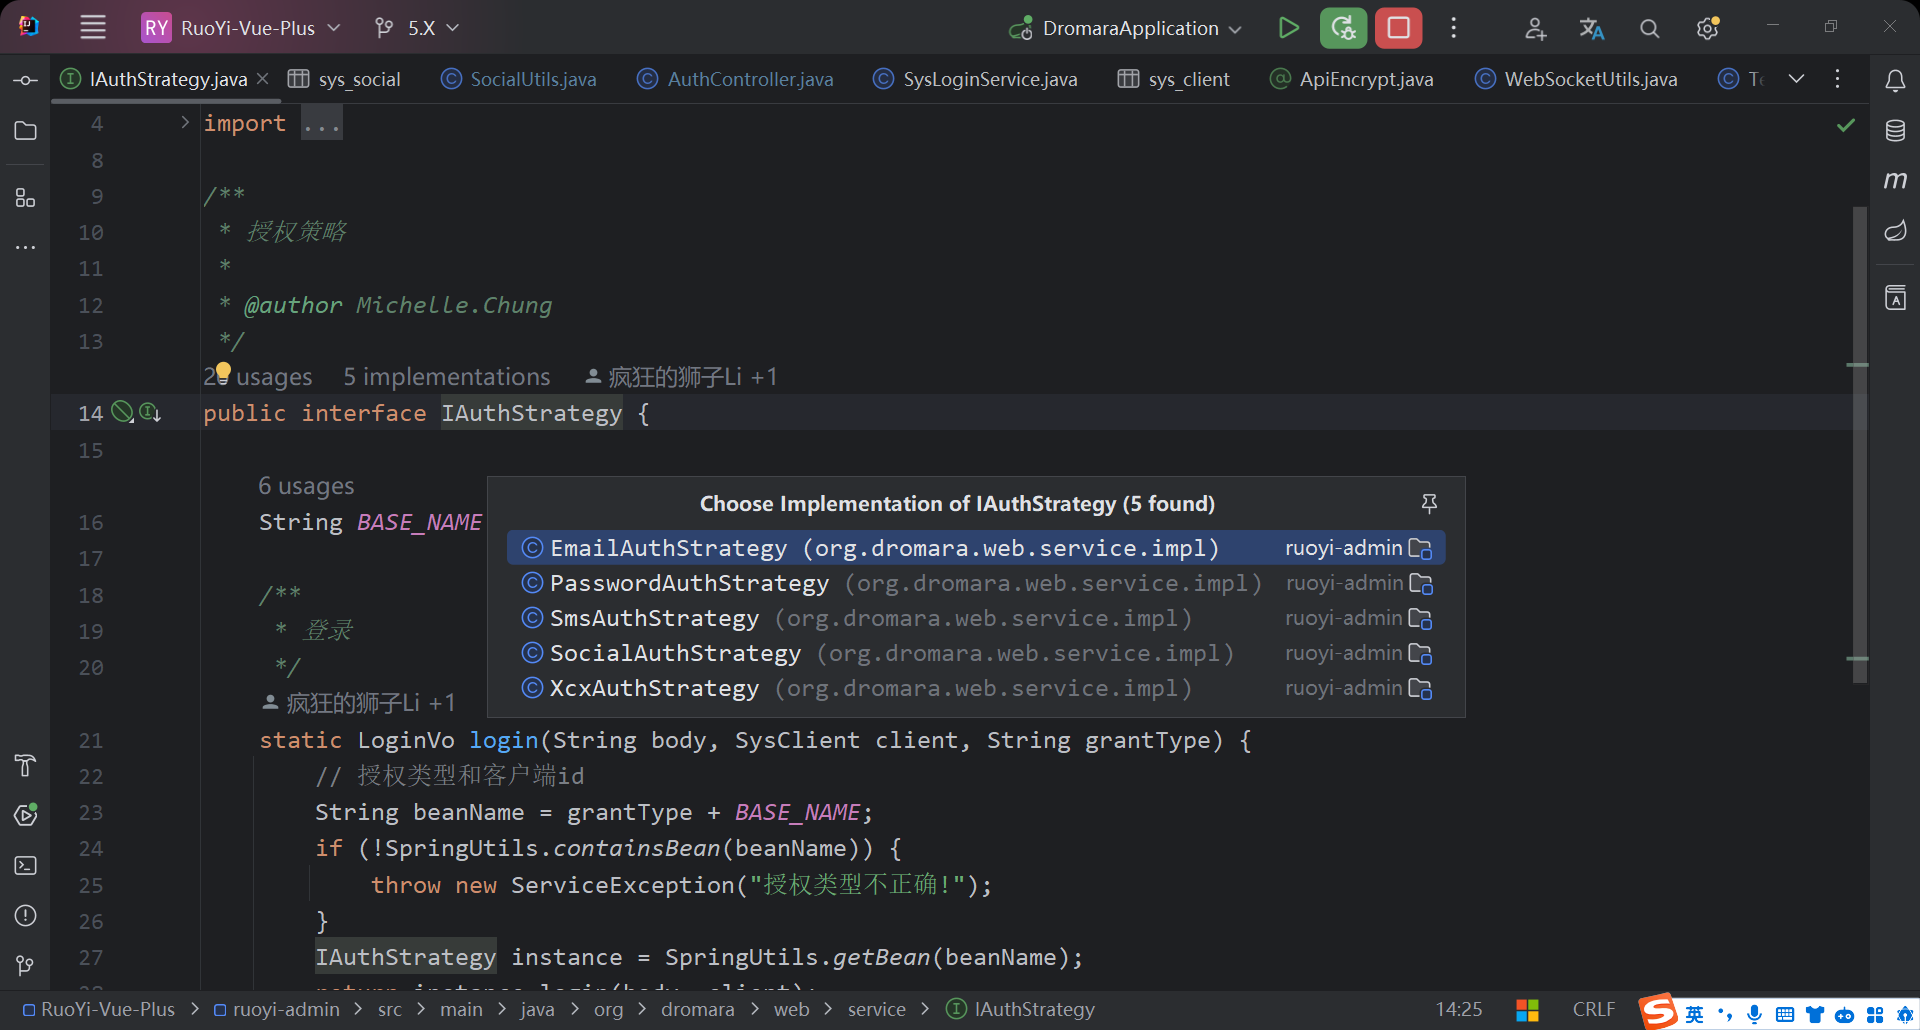 RY RuoYi-Vue-Plus 5.X DromaraApplication
IAuthStrategy.java sys_social SocialUtils.java AuthController.java SysLoginService.java sys_client ApiEncrypt.java WebSocketUtils.java
4 import ...
8
9 /**
10 * 授权策略
11 *
12 * @author Michelle.Chung
13 */
usages 5 implementations 疯狂的狮子Li +1
14 public interface IAuthStrategy {
15
6 usages
16 String BASE_NAME
17
18 /**
19 * 登录
20 */
疯狂的狮子Li +1
Choose Implementation of IAuthStrategy (5 found)
EmailAuthStrategy (org.dromara.web.service.impl) ruoyi-admin
PasswordAuthStrategy (org.dromara.web.service.impl) ruoyi-admin
SmsAuthStrategy (org.dromara.web.service.impl) ruoyi-admin
SocialAuthStrategy (org.dromara.web.service.impl) ruoyi-admin
XcxAuthStrategy (org.dromara.web.service.impl) ruoyi-admin
21 static LoginVo login(String body, SysClient client, String grantType) {
22 // 授权类型和客户端id
23 String beanName = grantType + BASE_NAME;
24 if (!SpringUtils.containsBean(beanName)) {
25 throw new ServiceException("授权类型不正确!");
26 }
27 IAuthStrategy instance = SpringUtils.getBean(beanName);
RuoYi-Vue-Plus > ruoyi-admin > src > main > java > org > dromara > web > service > IAuthStrategy 14:25 CRLF 英